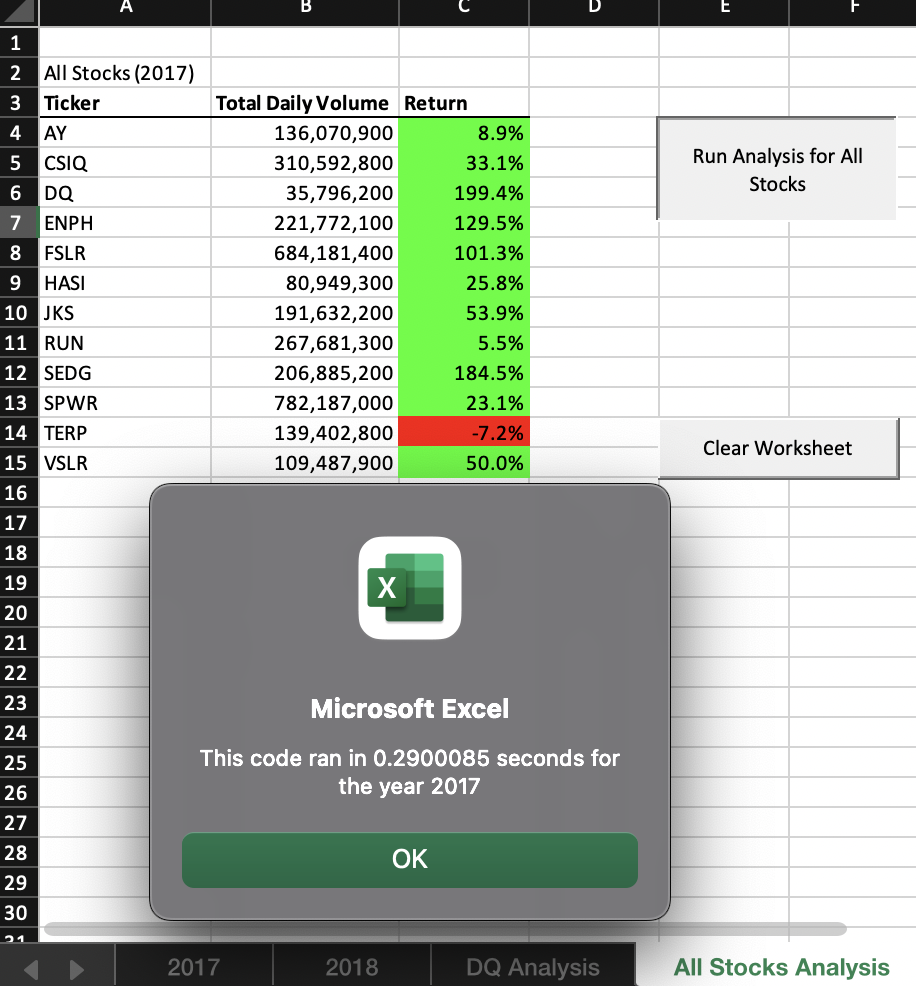 A B C D E F
1
2 All Stocks (2017)
3 Ticker Total Daily Volume Return
4 AY 136,070,900 8.9%
5 CSIQ 310,592,800 33.1%
6 DQ 35,796,200 199.4%
7 ENPH 221,772,100 129.5%
8 FSLR 684,181,400 101.3%
9 HASI 80,949,300 25.8%
10 JKS 191,632,200 53.9%
11 RUN 267,681,300 5.5%
12 SEDG 206,885,200 184.5%
13 SPWR 782,187,000 23.1%
14 TERP 139,402,800 -7.2%
15 VSLR 109,487,900 50.0%
Run Analysis for All
Stocks
Clear Worksheet
16
17
18
19
20
21
22
23
24
25
26
27
28
29
30
31
X
Microsoft Excel
This code ran in 0.2900085 seconds for
the year 2017
OK
2017 2018 DQ Analysis All Stocks Analysis